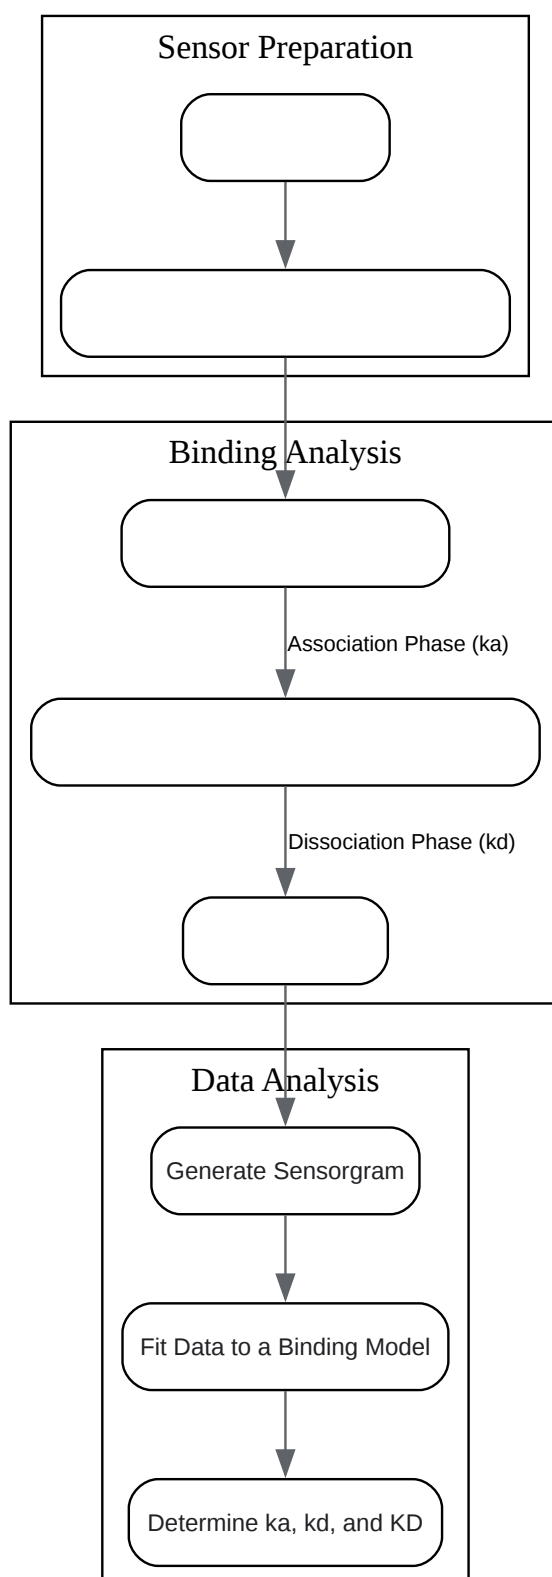 Sensor Preparation
Binding Analysis
Association Phase (ka)
Dissociation Phase (kd)
Data Analysis
Generate Sensorgram
Fit Data to a Binding Model
Determine ka, kd, and KD